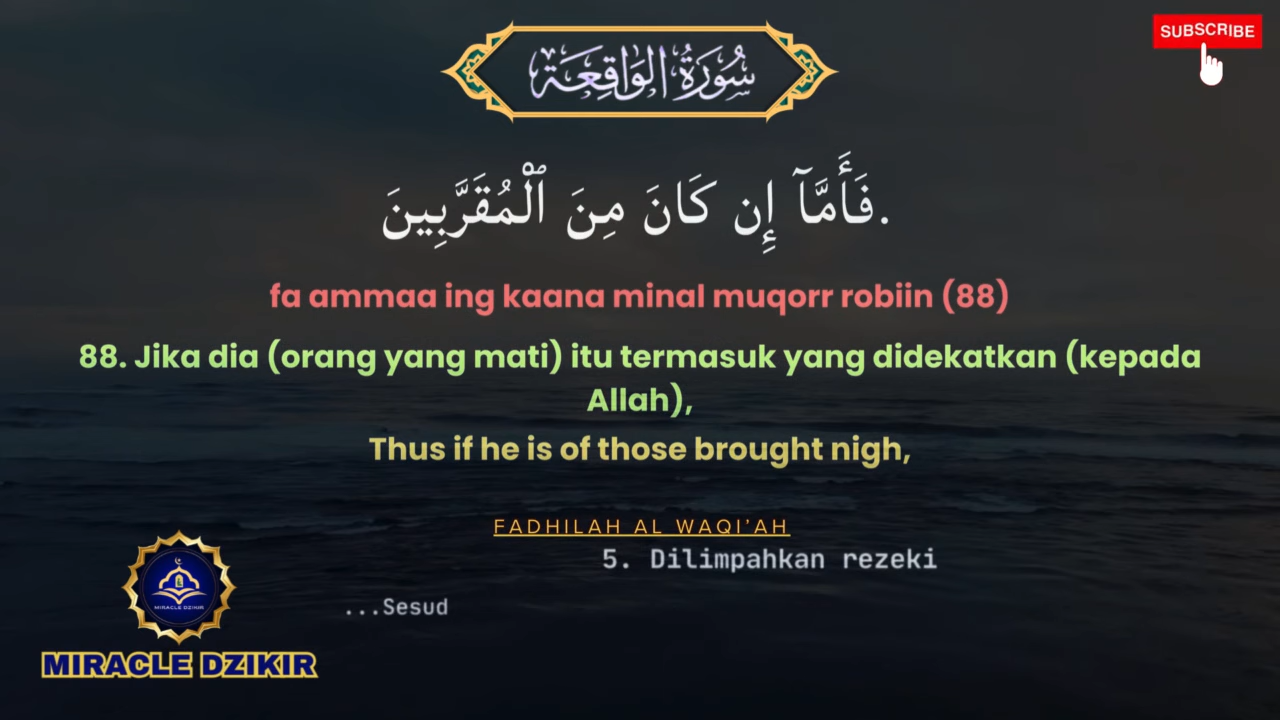 SUBSCRIBE
سُورَةُ الوَاقِعَة
فَأَمَّآ إِن كَانَ مِنَ ٱلْمُقَرَّبِينَ.
fa ammaa ing kaana minal muqorr robiin (88)
88. Jika dia (orang yang mati) itu termasuk yang didekatkan (kepada
Allah),
Thus if he is of those brought nigh,
FADHILAH AL WAQI'AH
5. Dilimpahkan rezeki
...Sesud
MIRACLE DZIKIR
MIRACLE DZIKIR